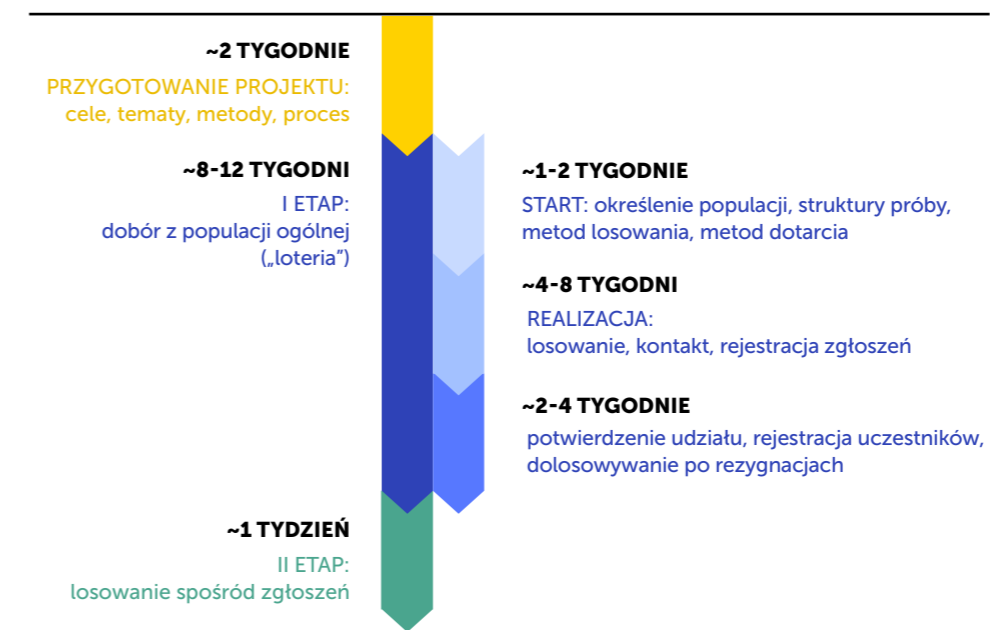 ~2 TYGODNIE
PRZYGOTOWANIE PROJEKTU:
cele, tematy, metody, proces
~8-12 TYGODNI
I ETAP:
dobór z populacji ogólnej
(„loteria”)
~1-2 TYGODNIE
START: określenie populacji, struktury próby,
metod losowania, metod dotarcia
~4-8 TYGODNI
REALIZACJA:
losowanie, kontakt, rejestracja zgłoszeń
~2-4 TYGODNIE
potwierdzenie udziału, rejestracja uczestników,
dolosowywanie po rezygnacjach
~1 TYDZIEŃ
II ETAP:
losowanie spośród zgłoszeń